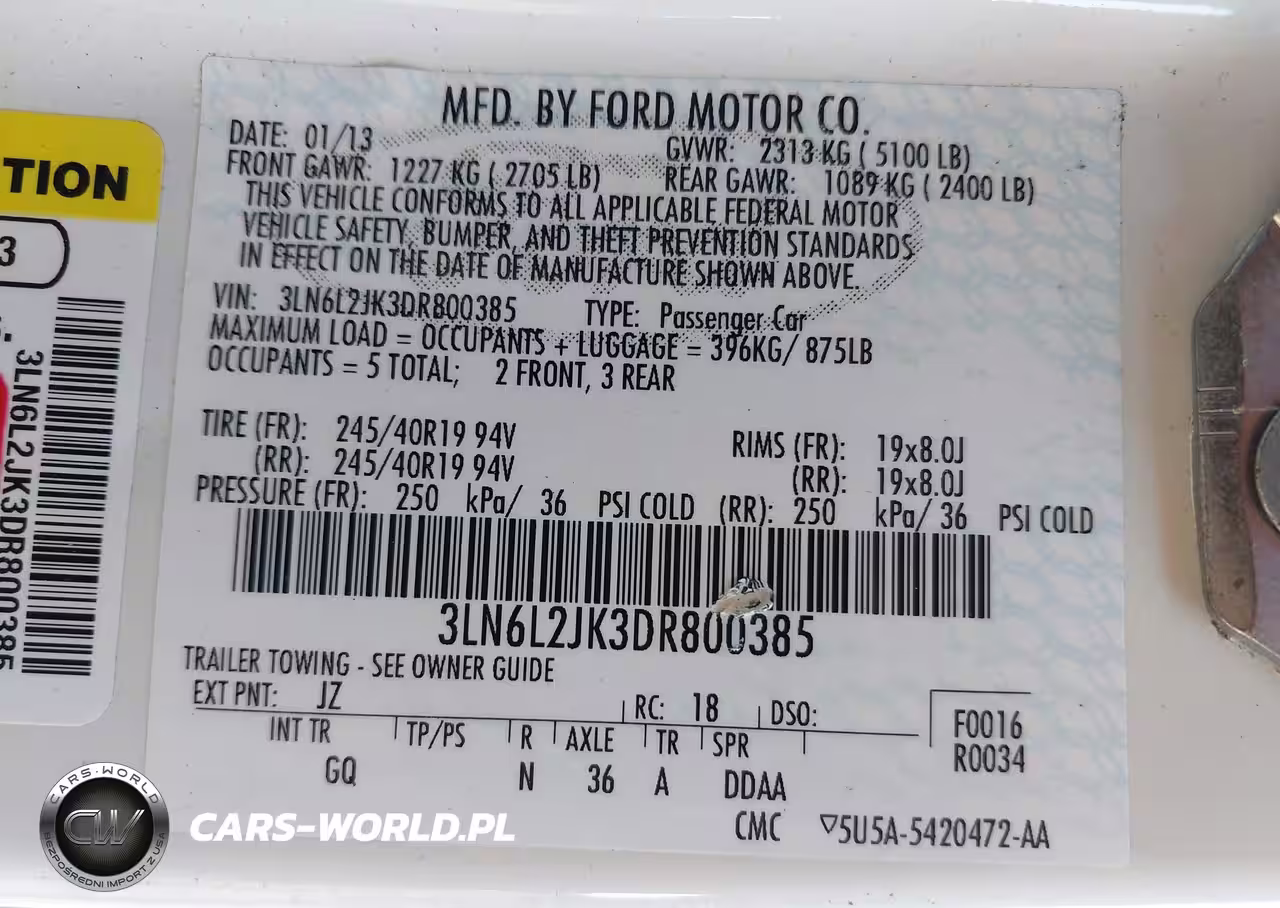 MFD. BY FORD MOTOR CO.
DATE: 01/13 GVWR: 2313 KG ( 5100 LB)
FRONT GAWR: 1227 KG ( 2705 LB) REAR GAWR: 1089 KG ( 2400 LB)
THIS VEHICLE CONFORMS TO ALL APPLICABLE FEDERAL MOTOR
VEHICLE SAFETY, BUMPER, AND THEFT PREVENTION STANDARDS
IN EFFECT ON THE DATE OF MANUFACTURE SHOWN ABOVE.
VIN: 3LN6L2JK3DR800385 TYPE: Passenger Car
MAXIMUM LOAD = OCCUPANTS + LUGGAGE = 396KG/ 875LB
OCCUPANTS = 5 TOTAL; 2 FRONT, 3 REAR
TIRE (FR): 245/40R19 94V RIMS (FR): 19x8.0J
(RR): 245/40R19 94V (RR): 19x8.0J
PRESSURE (FR): 250 kPa/ 36 PSI COLD (RR): 250 kPa/ 36 PSI COLD
3LN6L2JK3DR800385
TRAILER TOWING - SEE OWNER GUIDE
EXT PNT: JZ RC: 18 DSO:
INT TR TP/PS R AXLE TR SPR
GQ N 36 A DDAA
F0016
R0034
CMC ▽5U5A-5420472-AA
TION
3
3LN6L2JK3DR800385
CARS-WORLD
CW
BEZPOŚREDNI IMPORT Z USA
CARS-WORLD.PL